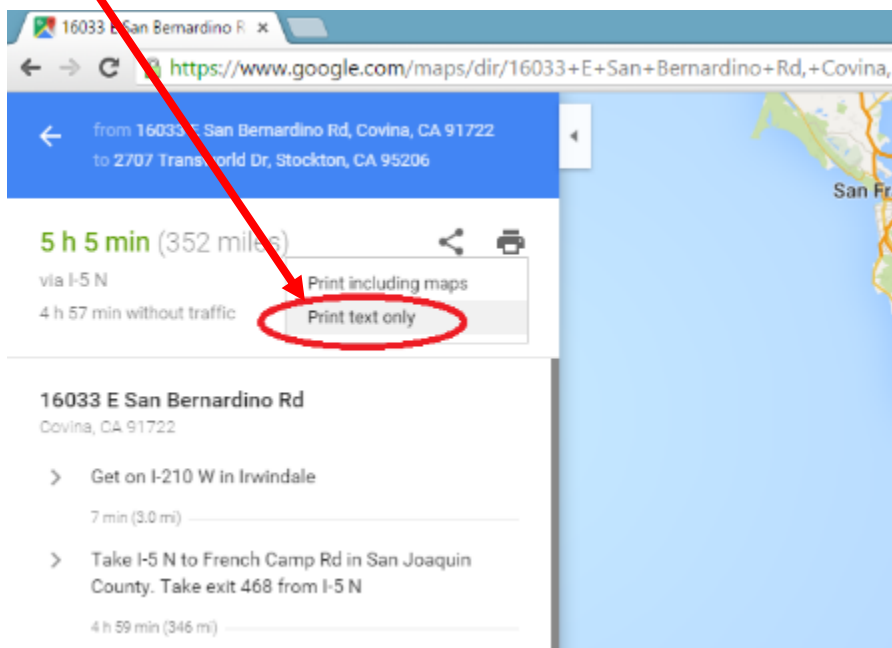 16033 E San Bernardino R
https://www.google.com/maps/dir/16033+E+San+Bernardino+Rd,+Covina,
from 16033 E San Bernardino Rd, Covina, CA 91722
to 2707 Transworld Dr, Stockton, CA 95206
San Fr
5 h 5 min (352 miles)
via I-5 N
4 h 57 min without traffic
Print including maps
Print text only
16033 E San Bernardino Rd
Covina, CA 91722
Get on I-210 W in Irwindale
7 min (3.0 mi)
Take I-5 N to French Camp Rd in San Joaquin
County. Take exit 468 from I-5 N
4 h 59 min (346 mi)